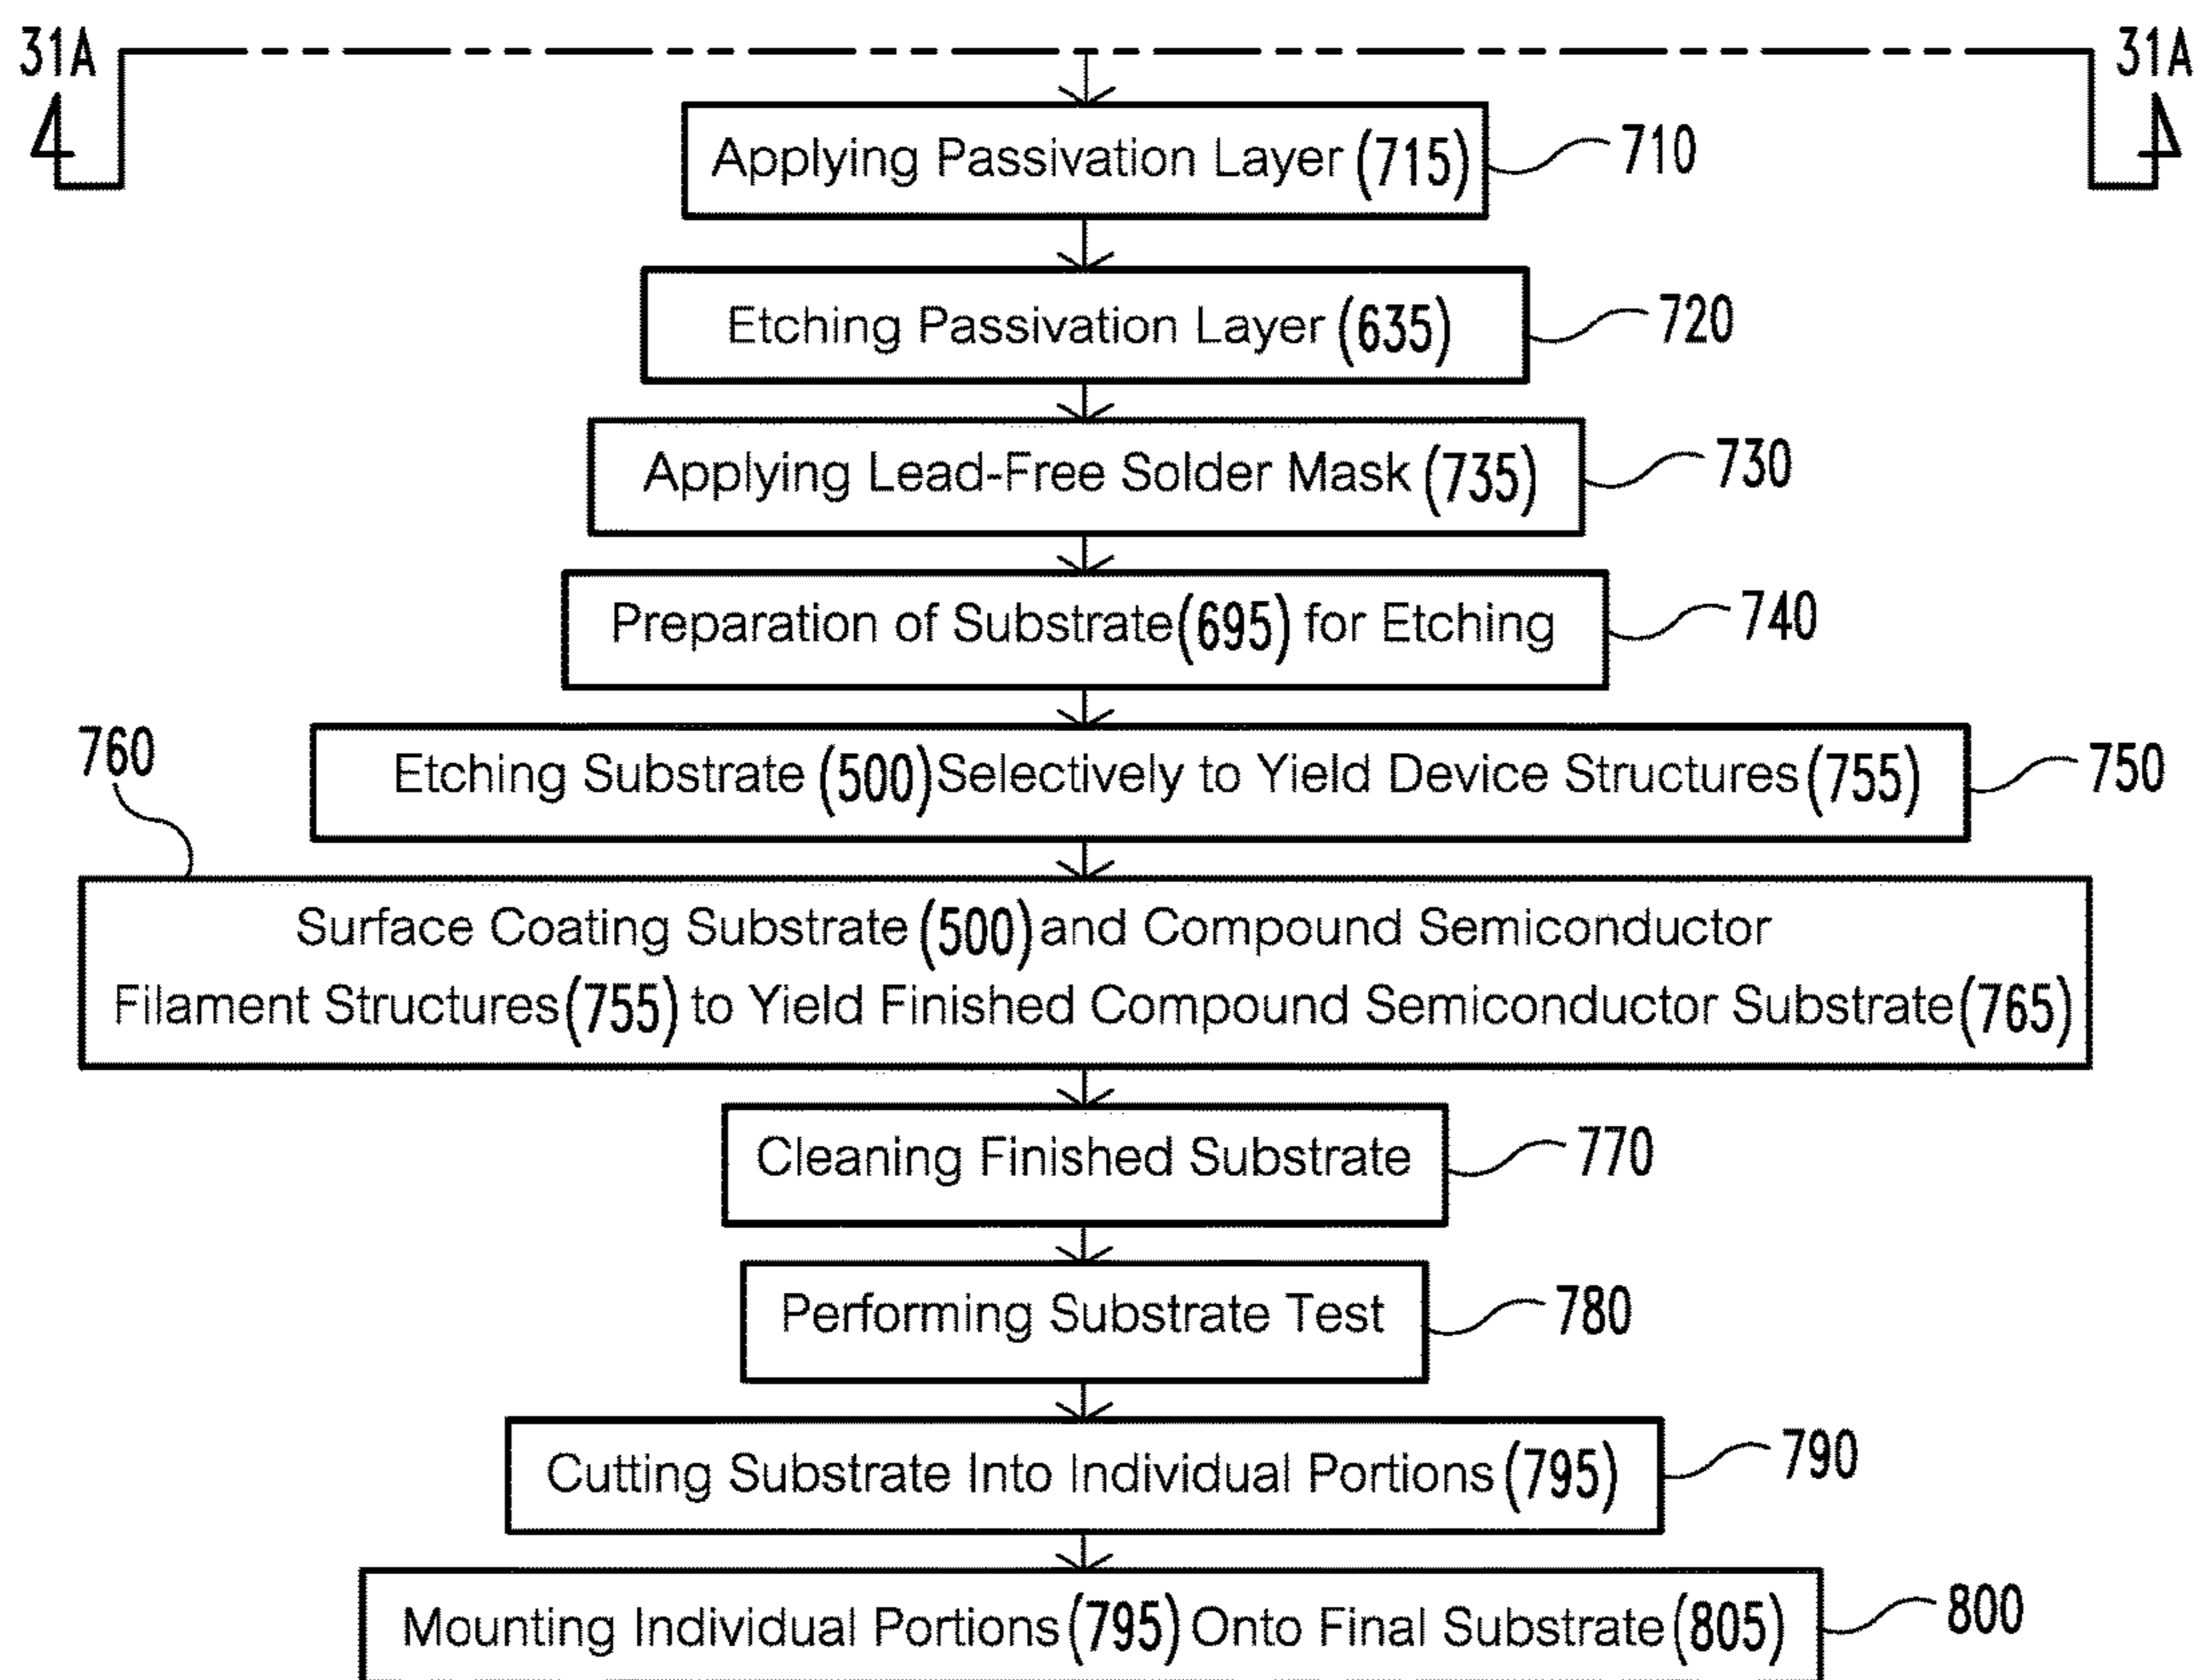 31A 31A
Applying Passivation Layer (715) 710
Etching Passivation Layer (635) 720
Applying Lead-Free Solder Mask (735) 730
Preparation of Substrate(695) for Etching 740
760
Etching Substrate (500)Selectively to Yield Device Structures(755) 750
Surface Coating Substrate(500)and Compound Semiconductor
Filament Structures(755) to Yield Finished Compound Semiconductor Substrate(765)
Cleaning Finished Substrate 770
Performing Substrate Test 780
Cutting Substrate Into Individual Portions (795) 790
Mounting Individual Portions(795) Onto Final Substrate(805) 800